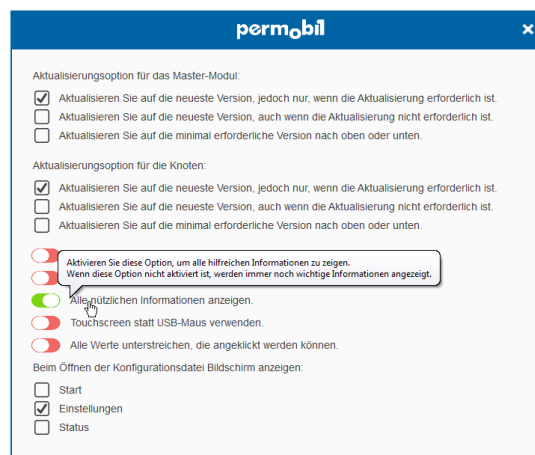 permobil
Aktualisierungsoption für das Master-Modul:
Aktualisieren Sie auf die neueste Version, jedoch nur, wenn die Aktualisierung erforderlich ist.
Aktualisieren Sie auf die neueste Version, auch wenn die Aktualisierung nicht erforderlich ist.
Aktualisieren Sie auf die minimal erforderliche Version nach oben oder unten.
Aktualisierungsoption für die Knoten:
Aktualisieren Sie auf die neueste Version, jedoch nur, wenn die Aktualisierung erforderlich ist.
Aktualisieren Sie auf die neueste Version, auch wenn die Aktualisierung nicht erforderlich ist.
Aktualisieren Sie auf die minimal erforderliche Version nach oben oder unten.
Aktivieren Sie diese Option, um alle hilfreichen Informationen zu zeigen.
Wenn diese Option nicht aktiviert ist, werden immer noch wichtige Informationen angezeigt.
Alle nützlichen Informationen anzeigen.
Touchscreen statt USB-Maus verwenden.
Alle Werte unterstreichen, die angeklickt werden können.
Beim Öffnen der Konfigurationsdatei Bildschirm anzeigen:
Start
Einstellungen
Status